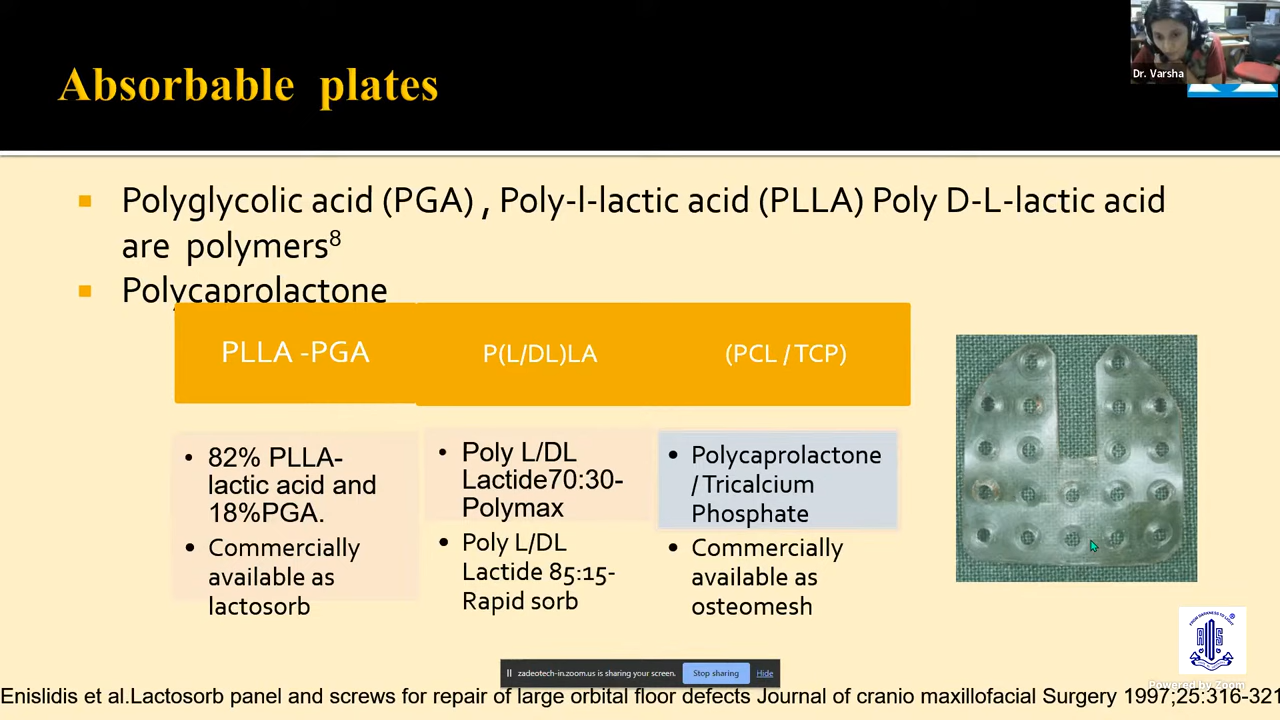 Dr. Varsha
Absorbable plates
Polyglycolic acid (PGA) , Poly-l-lactic acid (PLLA) Poly D-L-lactic acid
are polymers8
Polycaprolactone
PLLA -PGA
P(L/DL)LA
(PCL / TCP)
• 82% PLLA-
lactic acid and
18%PGA.
• Commercially
available as
lactosorb
• Poly L/DL
Lactide70:30-
Polymax
• Poly L/DL
Lactide 85:15-
Rapid sorb
• Polycaprolactone
/ Tricalcium
Phosphate
• Commercially
available as
osteomesh
zadeotech-in.zoom.us is sharing your screen.
Stop sharing
Hide
Powered by Zoom
Enislidis et al.Lactosorb panel and screws for repair of large orbital floor defects Journal of cranio maxillofacial Surgery 1997;25:316-321